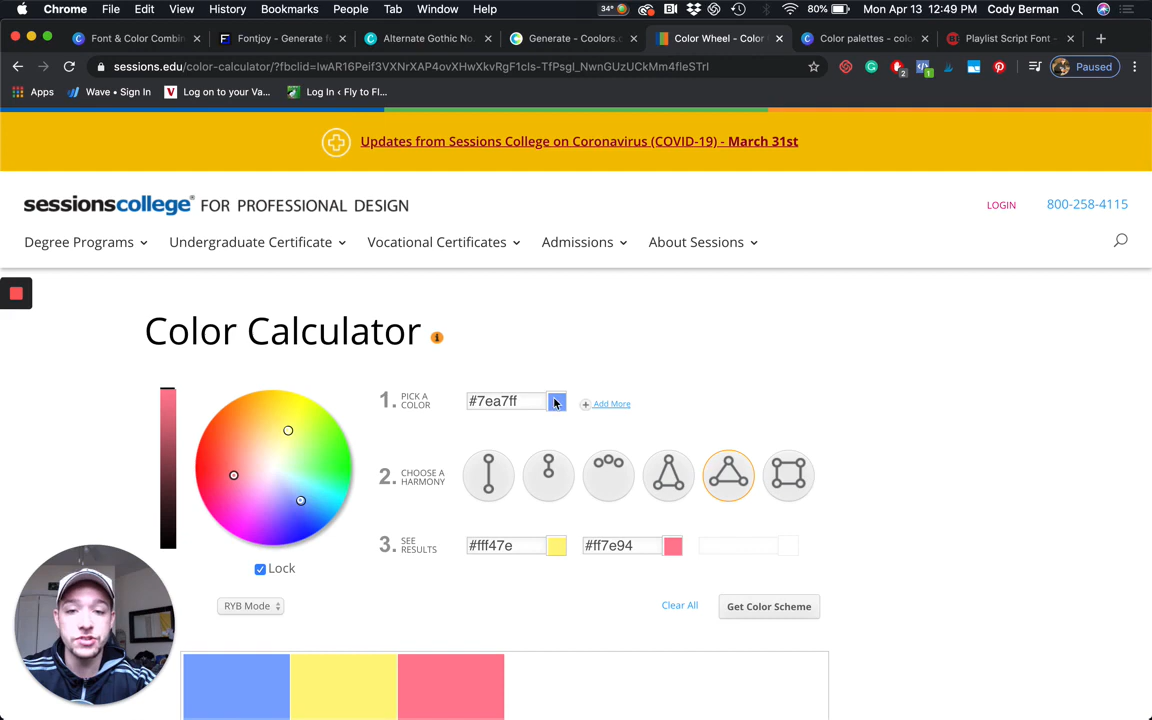 Chrome File Edit View History Bookmarks People Tab Window Help 34° 80% Mon Apr 13 12:49 PM Cody Berman
Font & Color Combin Fontjoy - Generate f Alternate Gothic No. Generate - Coolors.c Color Wheel - Color Color palettes - colo Playlist Script Font -
sessions.edu/color-calculator/?fbclid=IwAR16Peif3VXNrXAP4ovXHwXkvRgF1cIs-TfPsgl_NwnGUzUCkMm4fleSTrI Paused
Apps Wave • Sign In Log on to your Va... Log In ‹ Fly to FI...
Updates from Sessions College on Coronavirus (COVID-19) - March 31st
sessionscollege® FOR PROFESSIONAL DESIGN LOGIN 800-258-4115
Degree Programs Undergraduate Certificate Vocational Certificates Admissions About Sessions
Color Calculator
1. PICK A COLOR #7ea7ff + Add More
2. CHOOSE A HARMONY
3. SEE RESULTS #fff47e #ff7e94
Lock
RYB Mode Clear All Get Color Scheme